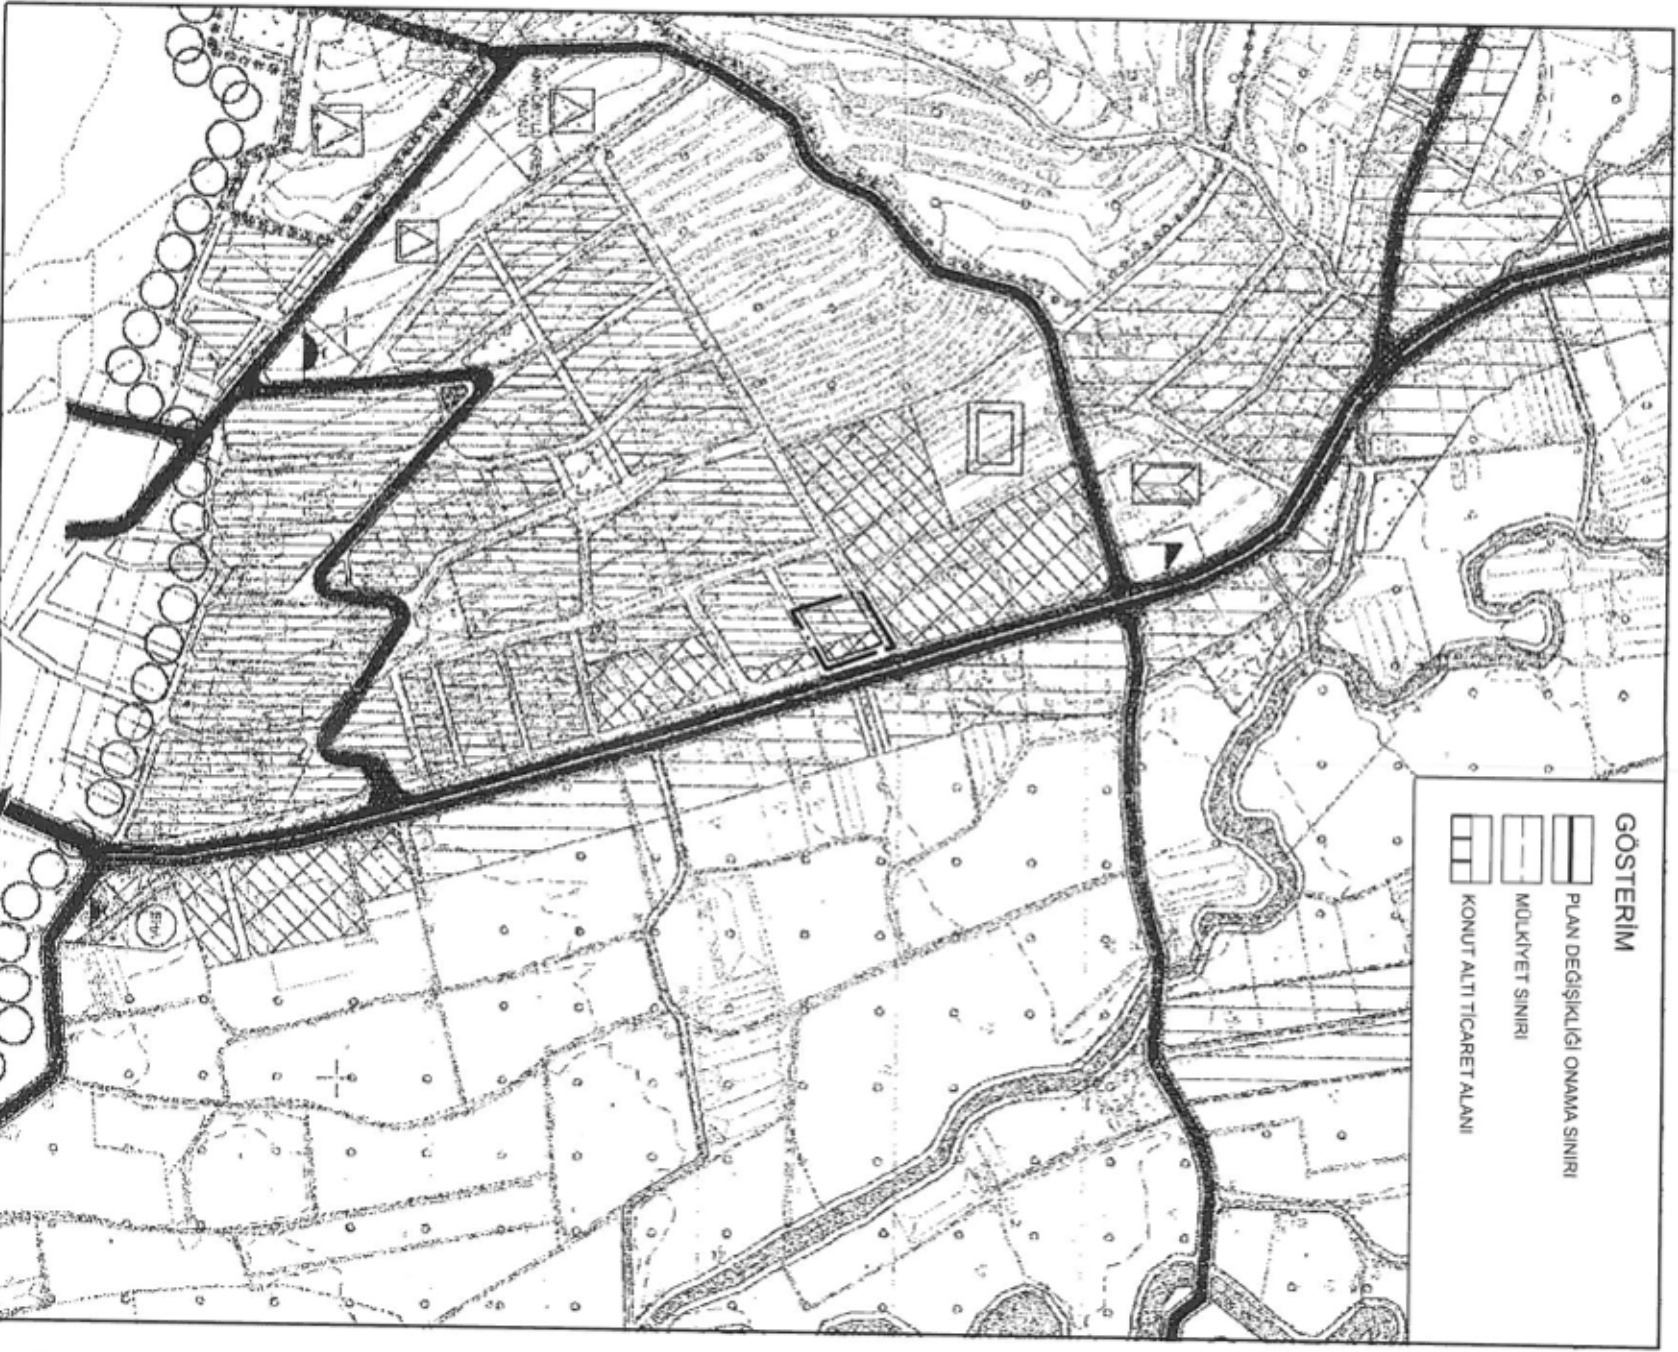 GÖSTERİM
PLAN DEĞİŞİKLİĞİ ONAMA SINIRI
MÜLKİYET SINIRI
KONUT ALTI TİCARET ALANI